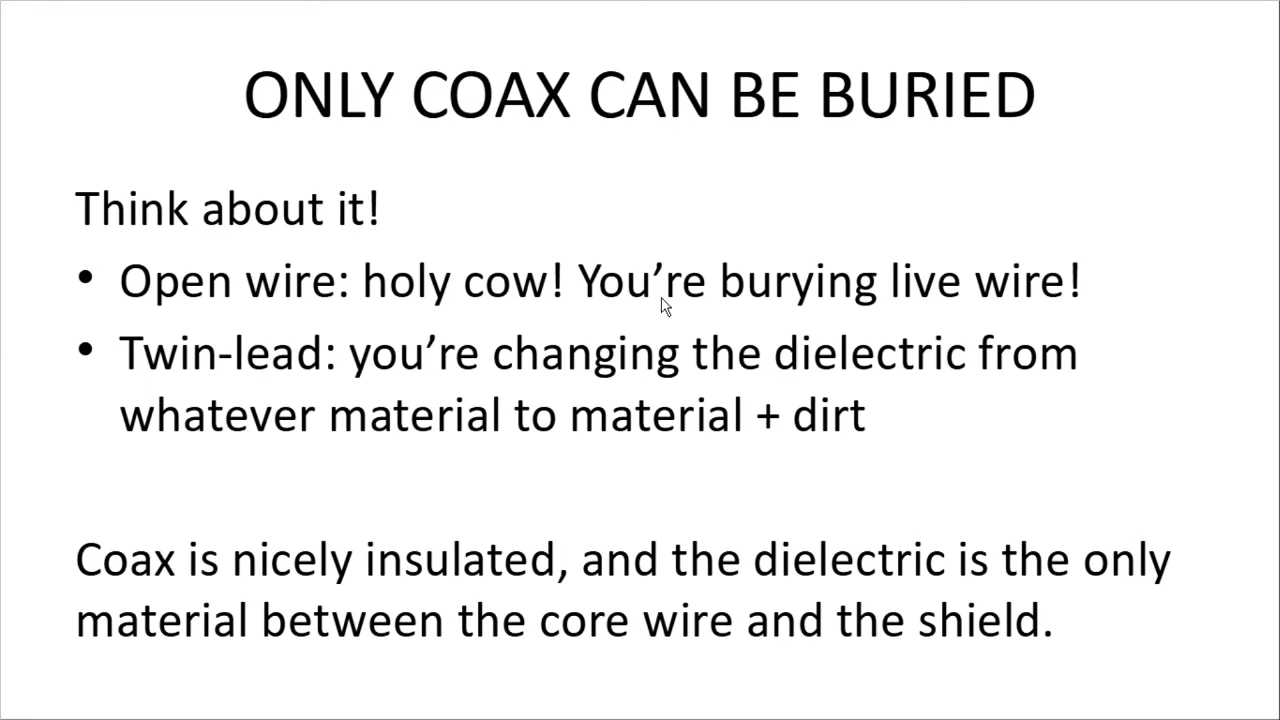 ONLY COAX CAN BE BURIED
Think about it!
• Open wire: holy cow! You’re burying live wire!
• Twin-lead: you’re changing the dielectric from
whatever material to material + dirt
Coax is nicely insulated, and the dielectric is the only
material between the core wire and the shield.